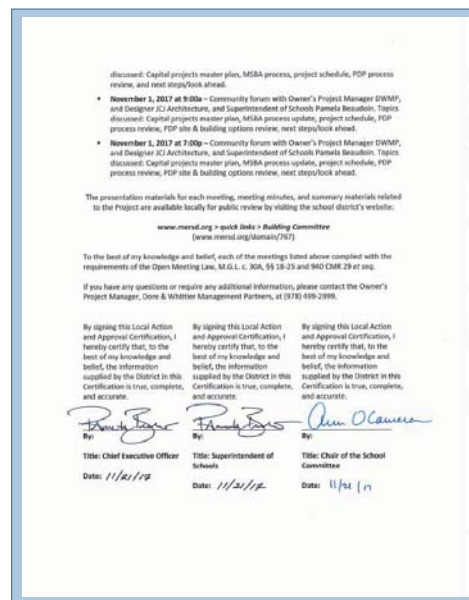 discussed: Capital projects master plan, MSBA process, project schedule, PDP process
review, and next steps/look ahead.
• November 1, 2017 at 9:00a – Community forum with Owner's Project Manager DWMP,
and Designer JCJ Architecture, and Superintendent of Schools Pamela Beaudoin. Topics
discussed: Capital projects master plan, MSBA process update, project schedule, PDP
process review, PDP site & building options review, next steps/look ahead.
• November 1, 2017 at 7:00p – Community forum with Owner's Project Manager DWMP,
and Designer JCJ Architecture, and Superintendent of Schools Pamela Beaudoin. Topics
discussed: Capital projects master plan, MSBA process update, project schedule, PDP
process review, PDP site & building options review, next steps/look ahead.
The presentation materials for each meeting, meeting minutes, and summary materials related
to the Project are available locally for public review by visiting the school district's website:
www.mersd.org > quick links > Building Committee
(www.mersd.org/domain/767)
To the best of my knowledge and belief, each of the meetings listed above complied with the
requirements of the Open Meeting Law, M.G.L. c. 30A, §§ 18-25 and 940 CMR 29 et seq.
If you have any questions or require any additional information, please contact the Owner's
Project Manager, Dore & Whittier Management Partners, at (978) 499-2999.
By signing this Local Action
and Approval Certification, I
hereby certify that, to the
best of my knowledge and
belief, the information
supplied by the District in this
Certification is true, complete,
and accurate.
By:
Title: Chief Executive Officer
Date: 11/21/17
By signing this Local Action
and Approval Certification, I
hereby certify that, to the
best of my knowledge and
belief, the information
supplied by the District in this
Certification is true, complete,
and accurate.
By:
Title: Superintendent of
Schools
Date: 11/21/17
By signing this Local Action
and Approval Certification, I
hereby certify that, to the
best of my knowledge and
belief, the information
supplied by the District in this
Certification is true, complete,
and accurate.
Ann O Cameron
By:
Title: Chair of the School
Committee
Date: 11/21/17